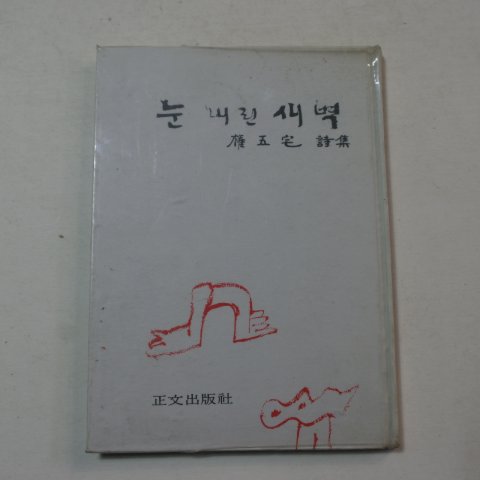 눈 내린 새벽
權五宅 詩集
正文出版社